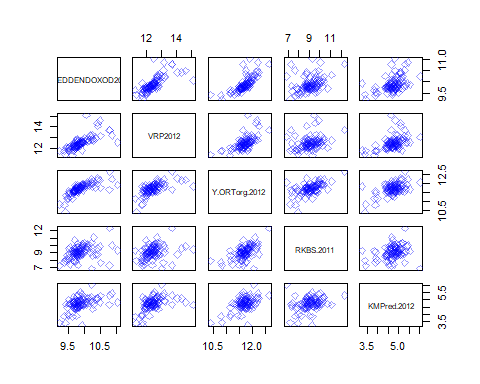 12 14
7 9 11
EDDENDOXOD20
9.5 11.0
12 14
VRP2012
Y.ORTorg.2012
10.5 12.5
7 9 12
RKBS.2011
KMPred.2012
3.5 5.5
9.5 10.5
10.5 12.0
3.5 5.0